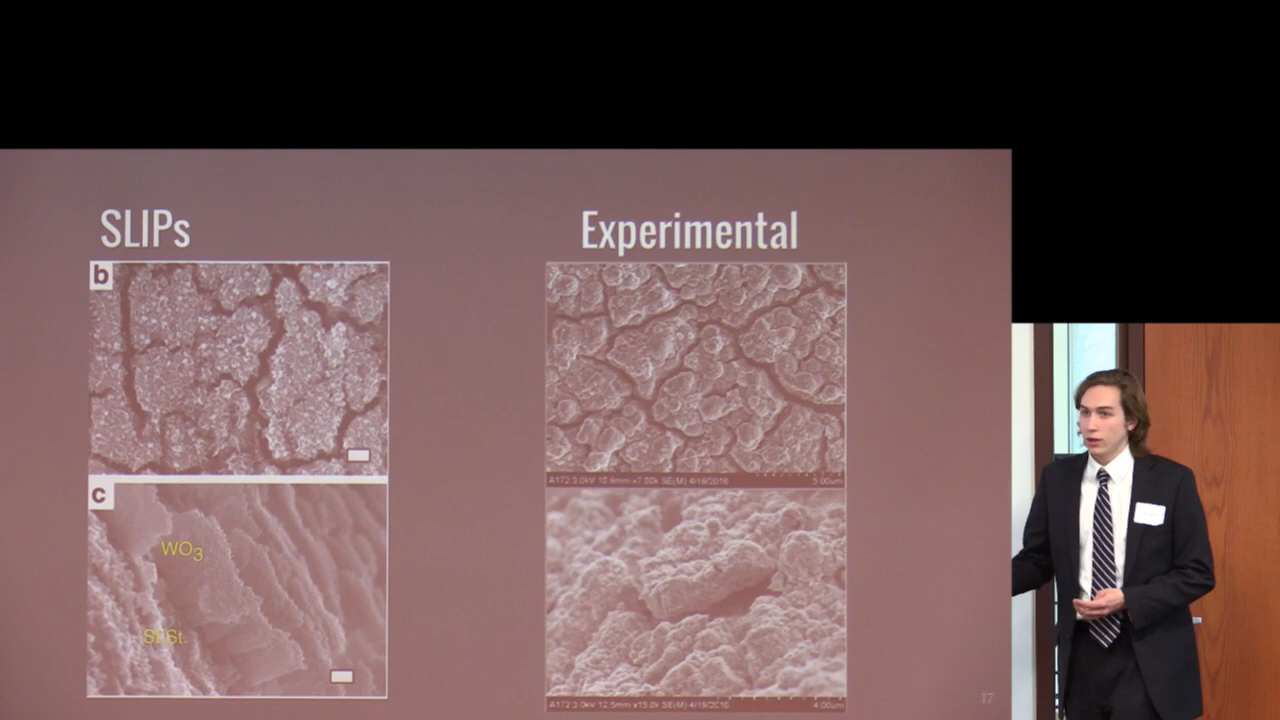 SLIPs
Experimental
b
A172 3.0kV 10.9mm x7.00k SE(M) 4/19/2016 5.00um
c
WO3
St.St.
A172 3.0kV 12.5mm x13.0k SE(M) 4/19/2016 4.00um
17